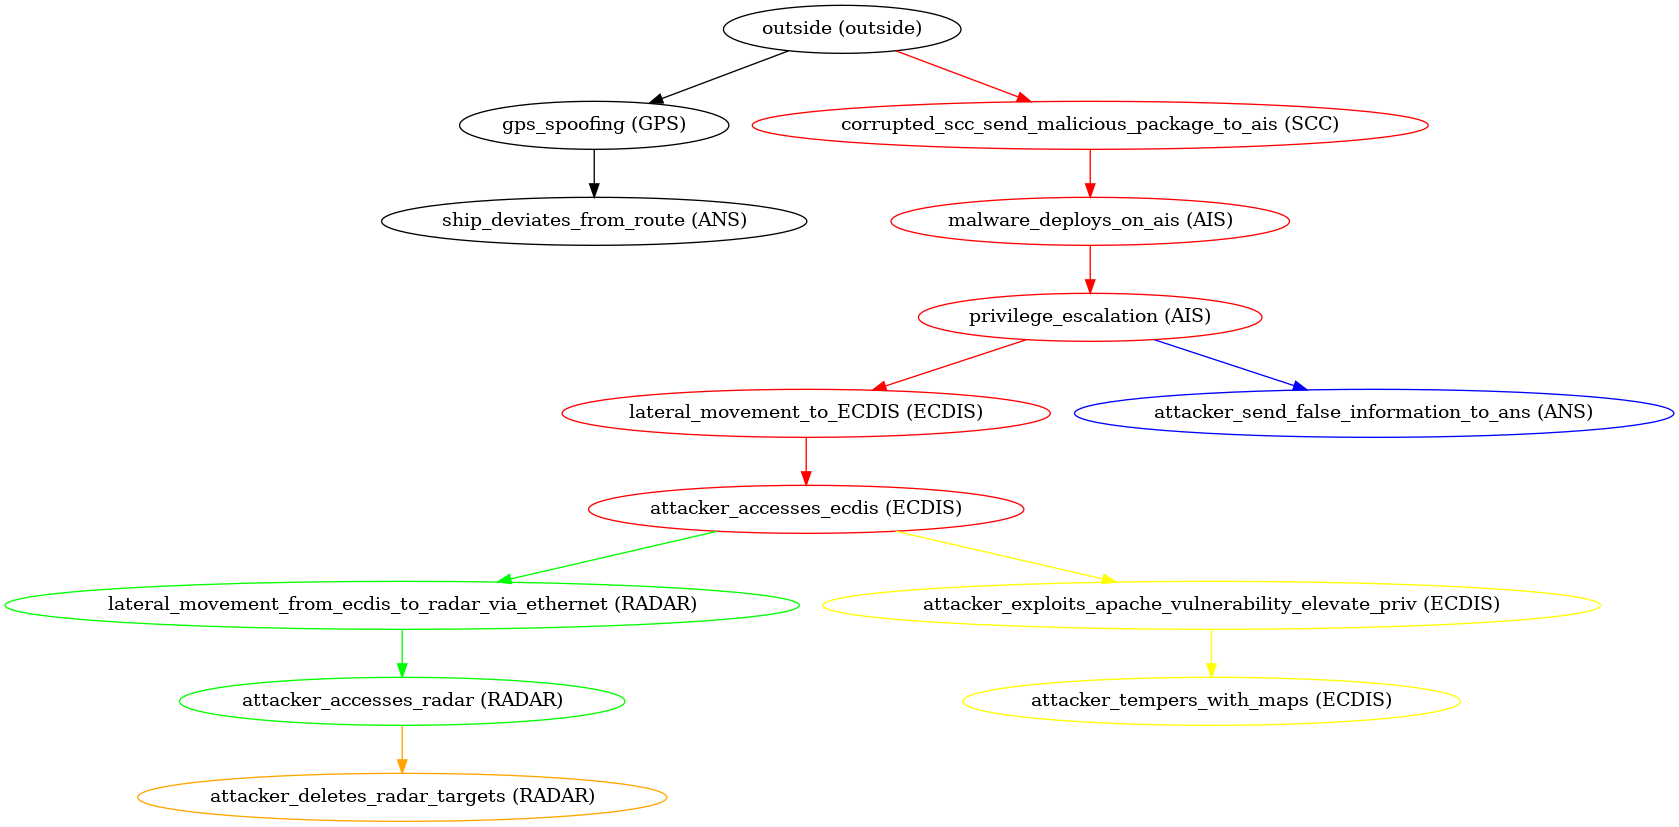 outside (outside)
gps_spoofing (GPS)
corrupted_scc_send_malicious_package_to_ais (SCC)
ship_deviates_from_route (ANS)
malware_deploys_on_ais (AIS)
privilege_escalation (AIS)
lateral_movement_to_ECDIS (ECDIS)
attacker_send_false_information_to_ans (ANS)
attacker_accesses_ecdis (ECDIS)
lateral_movement_from_ecdis_to_radar_via_ethernet (RADAR)
attacker_exploits_apache_vulnerability_elevate_priv (ECDIS)
attacker_accesses_radar (RADAR)
attacker_tempers_with_maps (ECDIS)
attacker_deletes_radar_targets (RADAR)